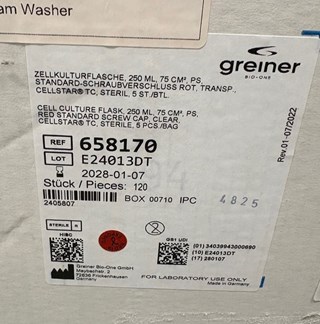 am Washer
greiner
BIO-ONE
ZELLKULTURFLASCHE, 250 ML, 75 CM², PS,
STANDARD-SCHRAUBVERSCHLUSS ROT, TRANSP.,
CELLSTAR® TC, STERIL, 5 ST./BTL.
CELL CULTURE FLASK, 250 ML, 75 CM², PS,
RED STANDARD SCREW CAP, CLEAR,
CELLSTAR® TC, STERILE, 5 PCS/BAG
Rev.01-07/2022
REF 658170
LOT E24013DT
2028-01-07
Stück / Pieces: 120
2405807
BOX 00710 IPC 4825
STERILE R
HIBC
GS1 UDI
(01) 34039943000690
(10) E24013DT
(17) 280107
Greiner Bio-One GmbH
Maybachstr. 2
72636 Frickenhausen
Germany
FOR LABORATORY USE ONLY
Made in Germany